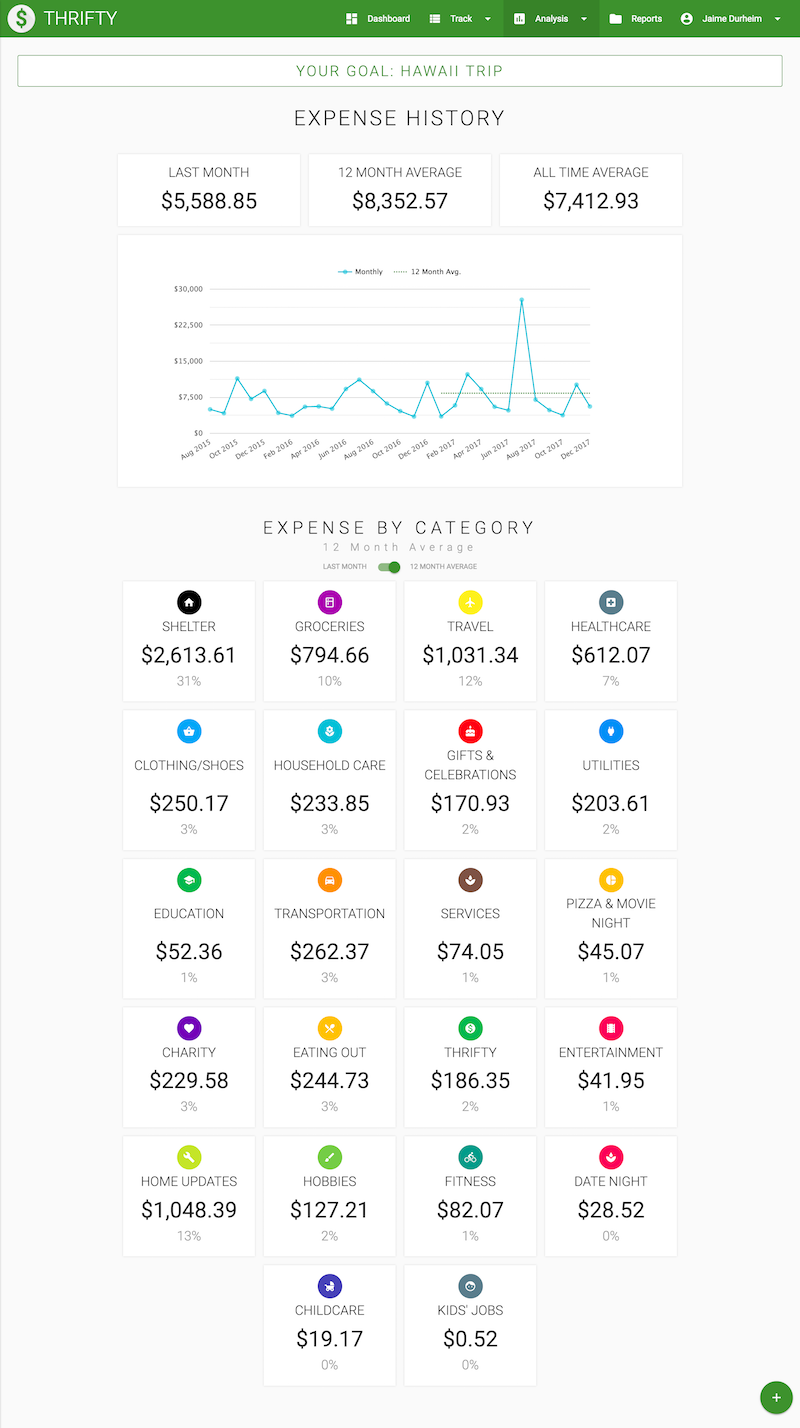 $ THRIFTY
Dashboard Track Analysis Reports Jaime Durheim
YOUR GOAL: HAWAII TRIP
EXPENSE HISTORY
LAST MONTH 12 MONTH AVERAGE ALL TIME AVERAGE
$5,588.85 $8,352.57 $7,412.93
Monthly 12 Month Avg.
$30,000
$22,500
$15,000
$7,500
$0
Aug 2015 Oct 2015 Dec 2015 Feb 2016 Apr 2016 Jun 2016 Aug 2016 Oct 2016 Dec 2016 Feb 2017 Apr 2017 Jun 2017 Aug 2017 Oct 2017 Dec 2017
EXPENSE BY CATEGORY
12 Month Average
LAST MONTH 12 MONTH AVERAGE
SHELTER GROCERIES TRAVEL HEALTHCARE
$2,613.61 $794.66 $1,031.34 $612.07
31% 10% 12% 7%
CLOTHING/SHOES
$250.17
3%
HOUSEHOLD CARE
$233.85
3%
GIFTS &
CELEBRATIONS
$170.93
2%
UTILITIES
$203.61
2%
EDUCATION
$52.36
1%
TRANSPORTATION
$262.37
3%
SERVICES
$74.05
1%
PIZZA & MOVIE
NIGHT
$45.07
1%
CHARITY EATING OUT THRIFTY ENTERTAINMENT
$229.58 $244.73 $186.35 $41.95
3% 3% 2% 1%
HOME UPDATES HOBBIES FITNESS DATE NIGHT
$1,048.39 $127.21 $82.07 $28.52
13% 2% 1% 0%
CHILDCARE KIDS' JOBS
$19.17 $0.52
0% 0%
+